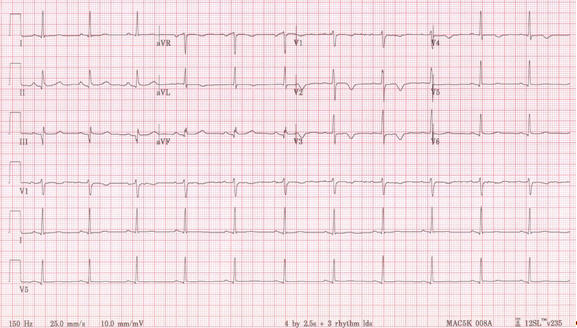 I aVR V1 V4
II aVL V2 V5
III aVF V3 V6
V1
I
V5
150 Hz 25.0 mm/s 10.0 mm/mV 4 by 2.5s + 3 rhythm lds MAC5K 008A 12SL™ v235